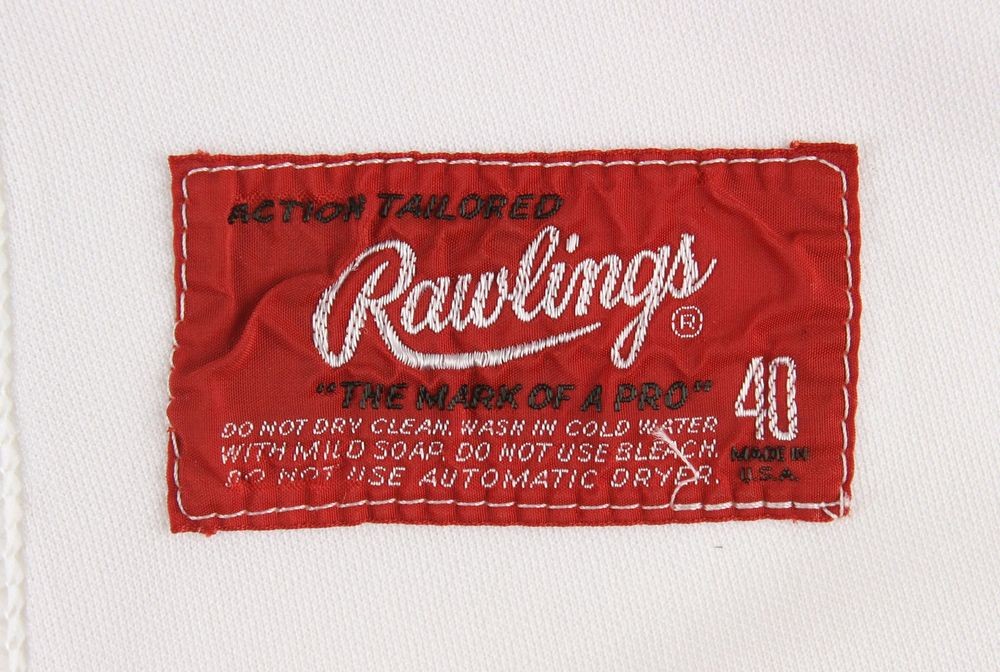 ACTION TAILORED
Rawlings ®
"THE MARK OF A PRO"
40
DO NOT DRY CLEAN. WASH IN COLD WATER
WITH MILD SOAP. DO NOT USE BLEACH.
DO NOT USE AUTOMATIC DRYER.
MADE IN
U.S.A.